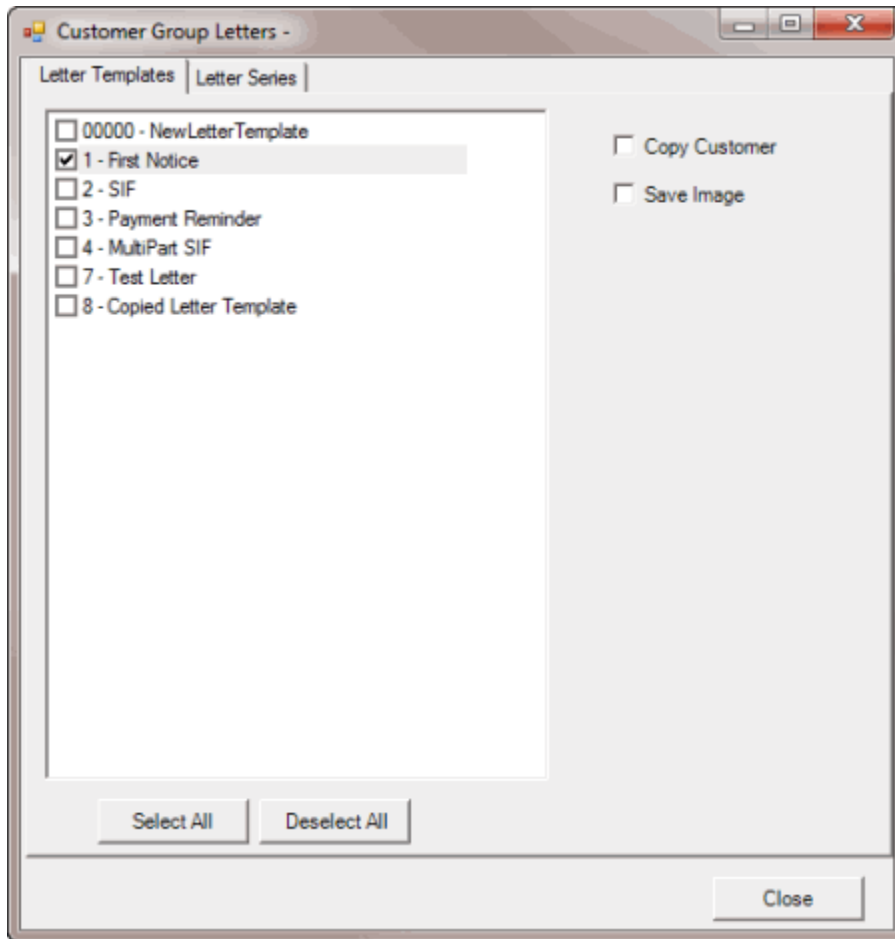 Customer Group Letters -
Letter Templates
Letter Series
00000 - NewLetterTemplate
1 - First Notice
2 - SIF
3 - Payment Reminder
4 - MultiPart SIF
7 - Test Letter
8 - Copied Letter Template
Copy Customer
Save Image
Select All
Deselect All
Close